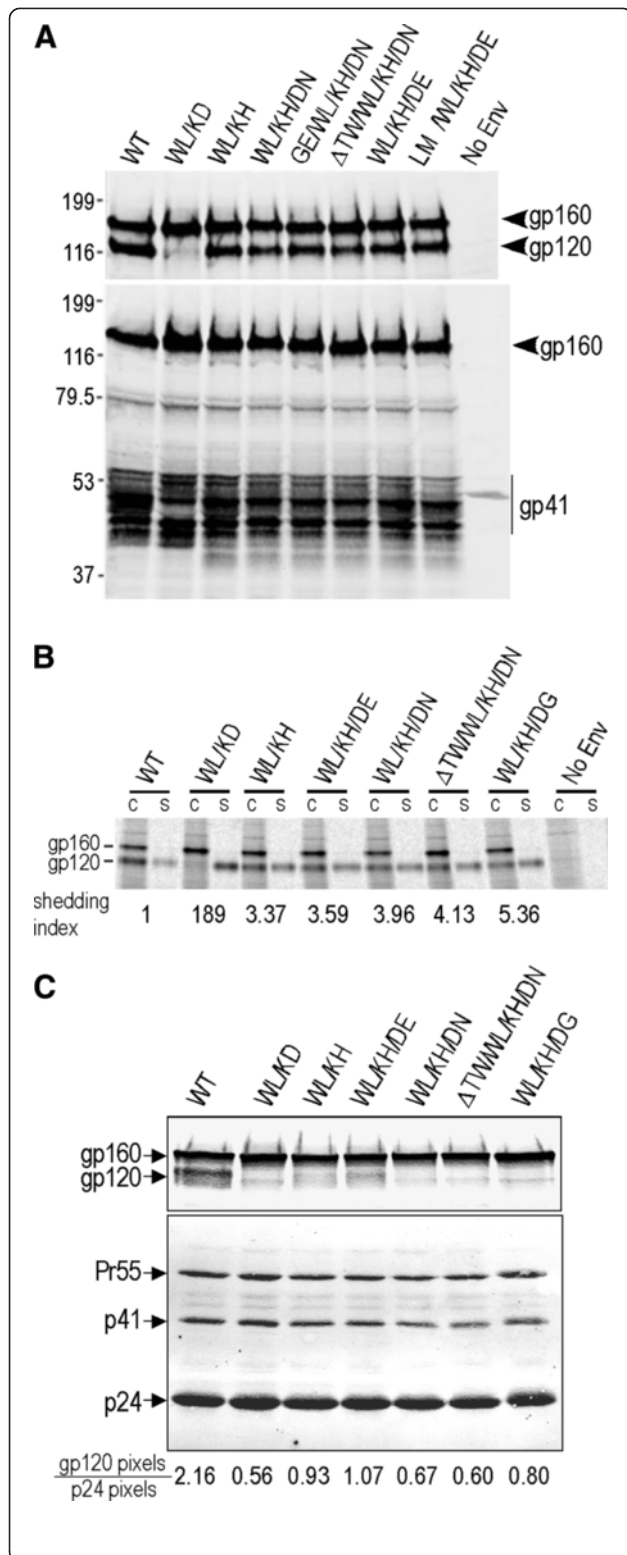 A
WT WL/KD WL/KH WL/KH/DN GE/WL/KH/DN ΔTW/WL/KH/DN WL/KH/DE LM /WL/KH/DE No Env
199-
gp160
116-
gp120
199-
gp160
116-
79.5-
53-
gp41
37-
B
WT WL/KD WL/KH WL/KH/DE WL/KH/DN ΔTW/WL/KH/DN WL/KH/DG No Env
C S C S C S C S C S C S C S C S
gp160
gp120
shedding index 1 189 3.37 3.59 3.96 4.13 5.36
C
WT WL/KD WL/KH WL/KH/DE WL/KH/DN ΔTW/WL/KH/DN WL/KH/DG
gp160
gp120
Pr55
p41
p24
gp120 pixels
p24 pixels
2.16 0.56 0.93 1.07 0.67 0.60 0.80